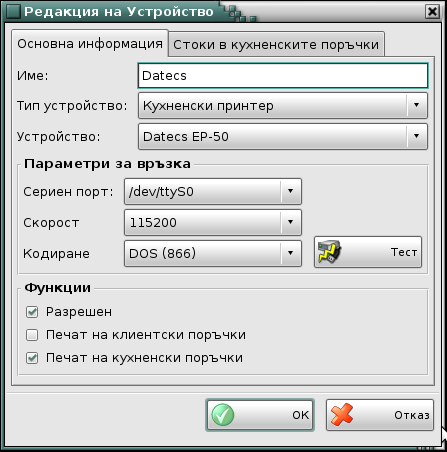 Редакция на Устройство
Основна информация
Стоки в кухненските поръчки
Име: Datecs
Тип устройство: Кухненски принтер
Устройство: Datecs EP-50
Параметри за връзка
Сериен порт: /dev/ttyS0
Скорост 115200
Кодиране DOS (866) Тест
Функции
Разрешен
Печат на клиентски поръчки
Печат на кухненски поръчки
OK Отказ